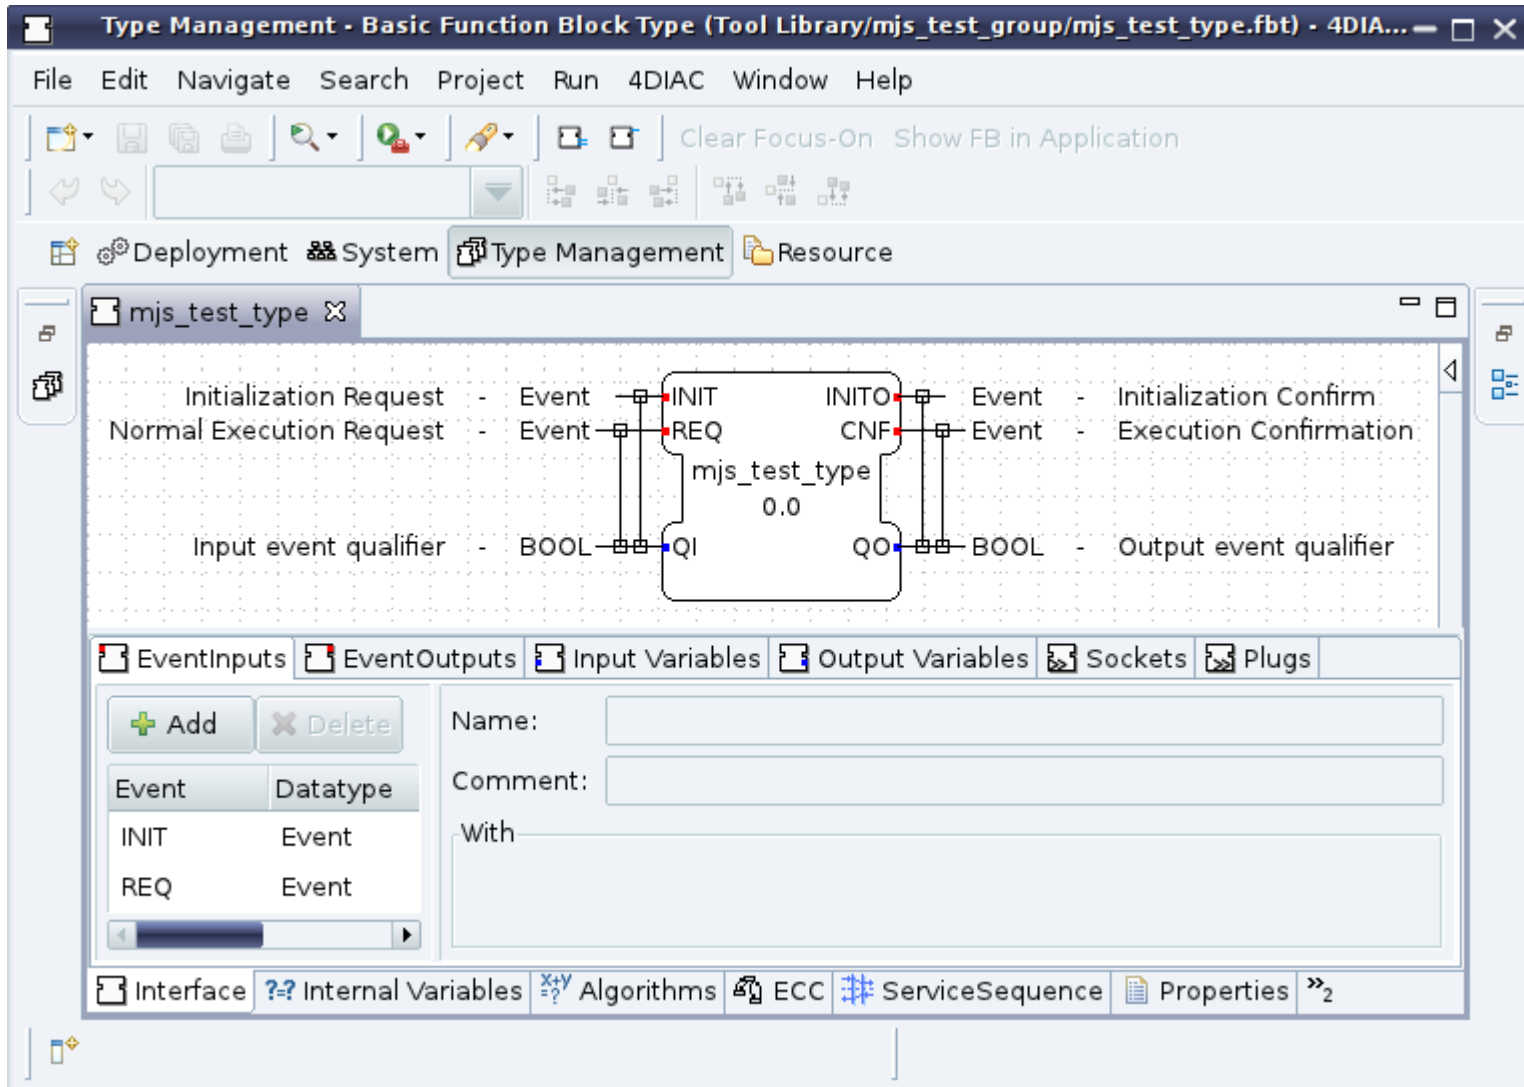 Type Management - Basic Function Block Type (Tool Library/mjs_test_group/mjs_test_type.fbt) - 4DIA...
File Edit Navigate Search Project Run 4DIAC Window Help
Clear Focus-On Show FB in Application
Deployment System Type Management Resource
mjs_test_type
Initialization Request - Event INIT INITO Event - Initialization Confirm
Normal Execution Request - Event REQ CNF Event - Execution Confirmation
mjs_test_type
0.0
Input event qualifier - BOOL QI QO BOOL - Output event qualifier
EventInputs EventOutputs Input Variables Output Variables Sockets Plugs
Add Delete Name:
Comment:
Event Datatype
INIT Event With
REQ Event
Interface Internal Variables Algorithms ECC ServiceSequence Properties »2